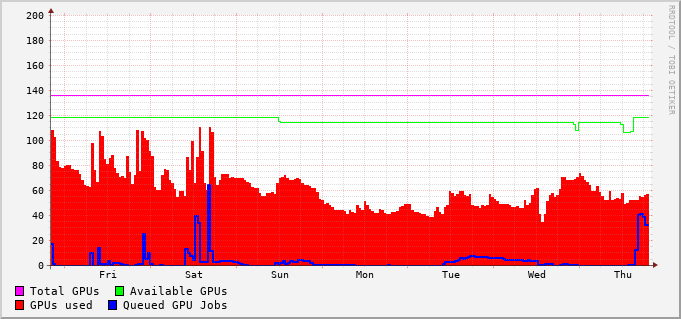 200
180
160
140
120
100
80
60
40
20
0
Fri Sat Sun Mon Tue Wed Thu
Total GPUs Available GPUs
GPUs used Queued GPU Jobs
RRDTOOL / TOBI OETIKER